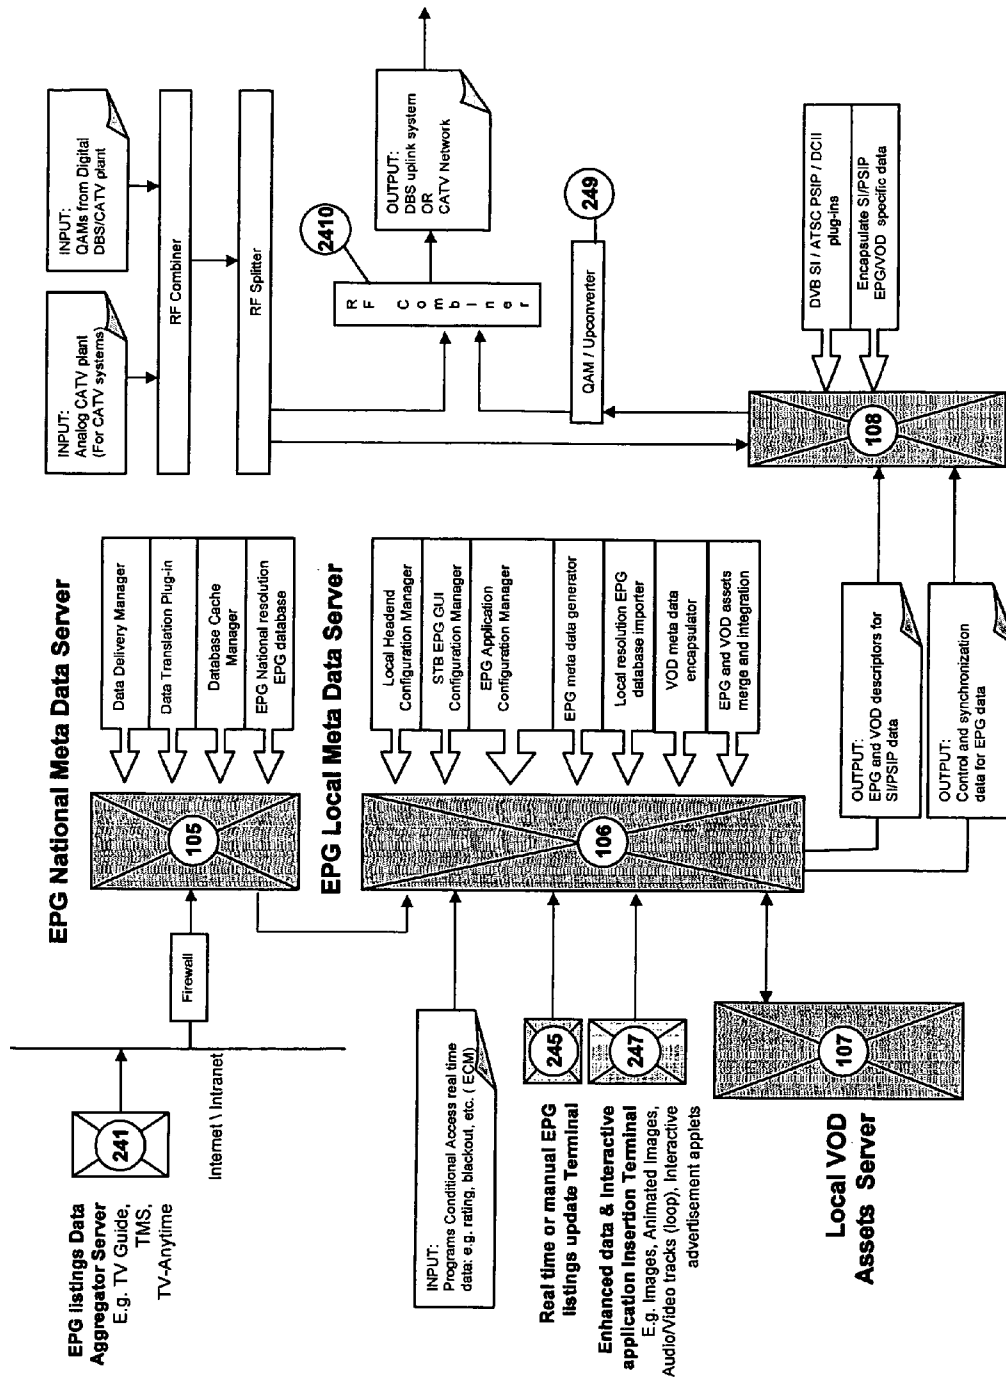 EPG listings Data
Aggregator Server
E.g. TV Guide,
TMS,
TV-Anytime
241
Internet \ Intranet
Firewall
EPG National Meta Data Server
105
Data Delivery Manager
Data Translation Plug-in
Database Cache
Manager
EPG National resolution
EPG database
INPUT:
Analog CATV plant
(For CATV systems)
INPUT:
QAMs from Digital
DBS/CATV plant
RF Combiner
RF Splitter
EPG Local Meta Data Server
106
Local Headend
Configuration Manager
STB EPG GUI
Configuration Manager
EPG Application
Configuration Manager
EPG meta data generator
Local resolution EPG
database importer
VOD meta data
encapsulator
EPG and VOD assets
merge and integration
INPUT:
Programs Conditional Access real time
data: e.g. rating, blackout, etc. ( ECM)
Real time or manual EPG
listings update Terminal
245
Enhanced data & Interactive
application Insertion Terminal
E.g. Images, Animated Images,
Audio/Video tracks (loop), Interactive
advertisement applets
247
Local VOD
Assets Server
107
RF Combiner
2410
OUTPUT:
DBS uplink system
OR
CATV Network
QAM / Upconverter
249
108
DVB SI / ATSC PSIP / DCII
plug-ins
Encapsulate SI/PSIP
EPG/VOD specific data
OUTPUT:
EPG and VOD descriptors for
SI/PSIP data
OUTPUT:
Control and synchronization
data for EPG data